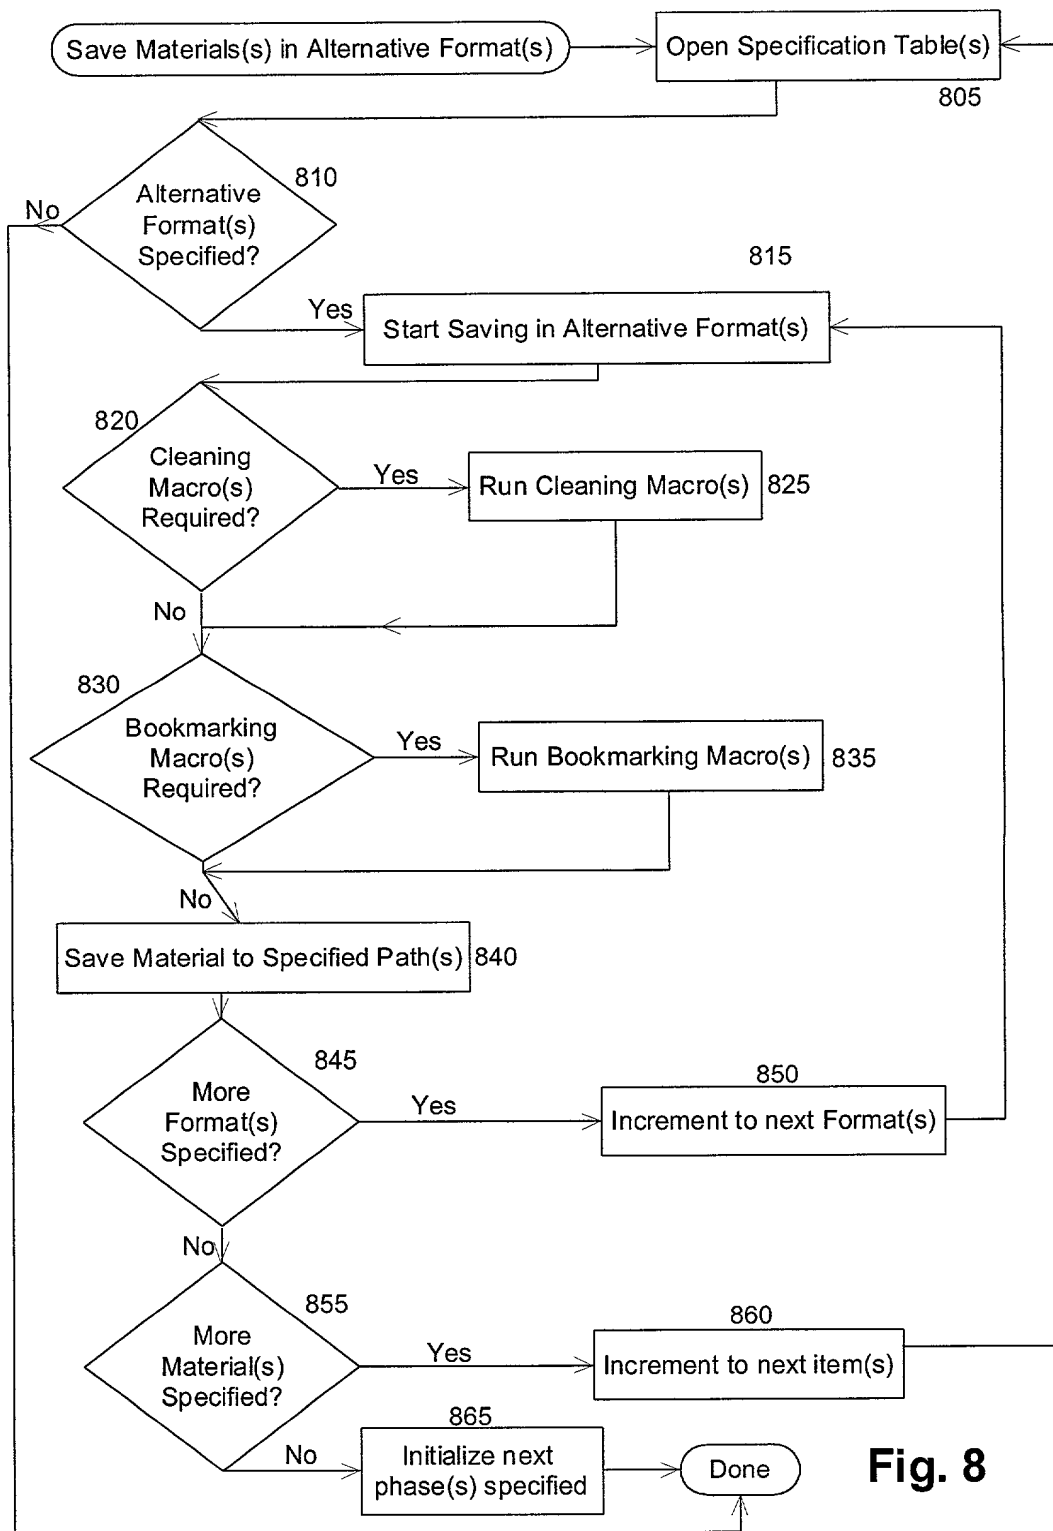 Save Materials(s) in Alternative Format(s)
Open Specification Table(s)
805
810
Alternative
Format(s)
Specified?
No
815
Yes
Start Saving in Alternative Format(s)
820
Cleaning
Macro(s)
Required?
Yes
Run Cleaning Macro(s)
825
No
830
Bookmarking
Macro(s)
Required?
Yes
Run Bookmarking Macro(s)
835
No
Save Material to Specified Path(s)
840
845
More
Format(s)
Specified?
Yes
850
Increment to next Format(s)
No
855
More
Material(s)
Specified?
Yes
860
Increment to next item(s)
865
No
Initialize next
phase(s) specified
Done
Fig. 8